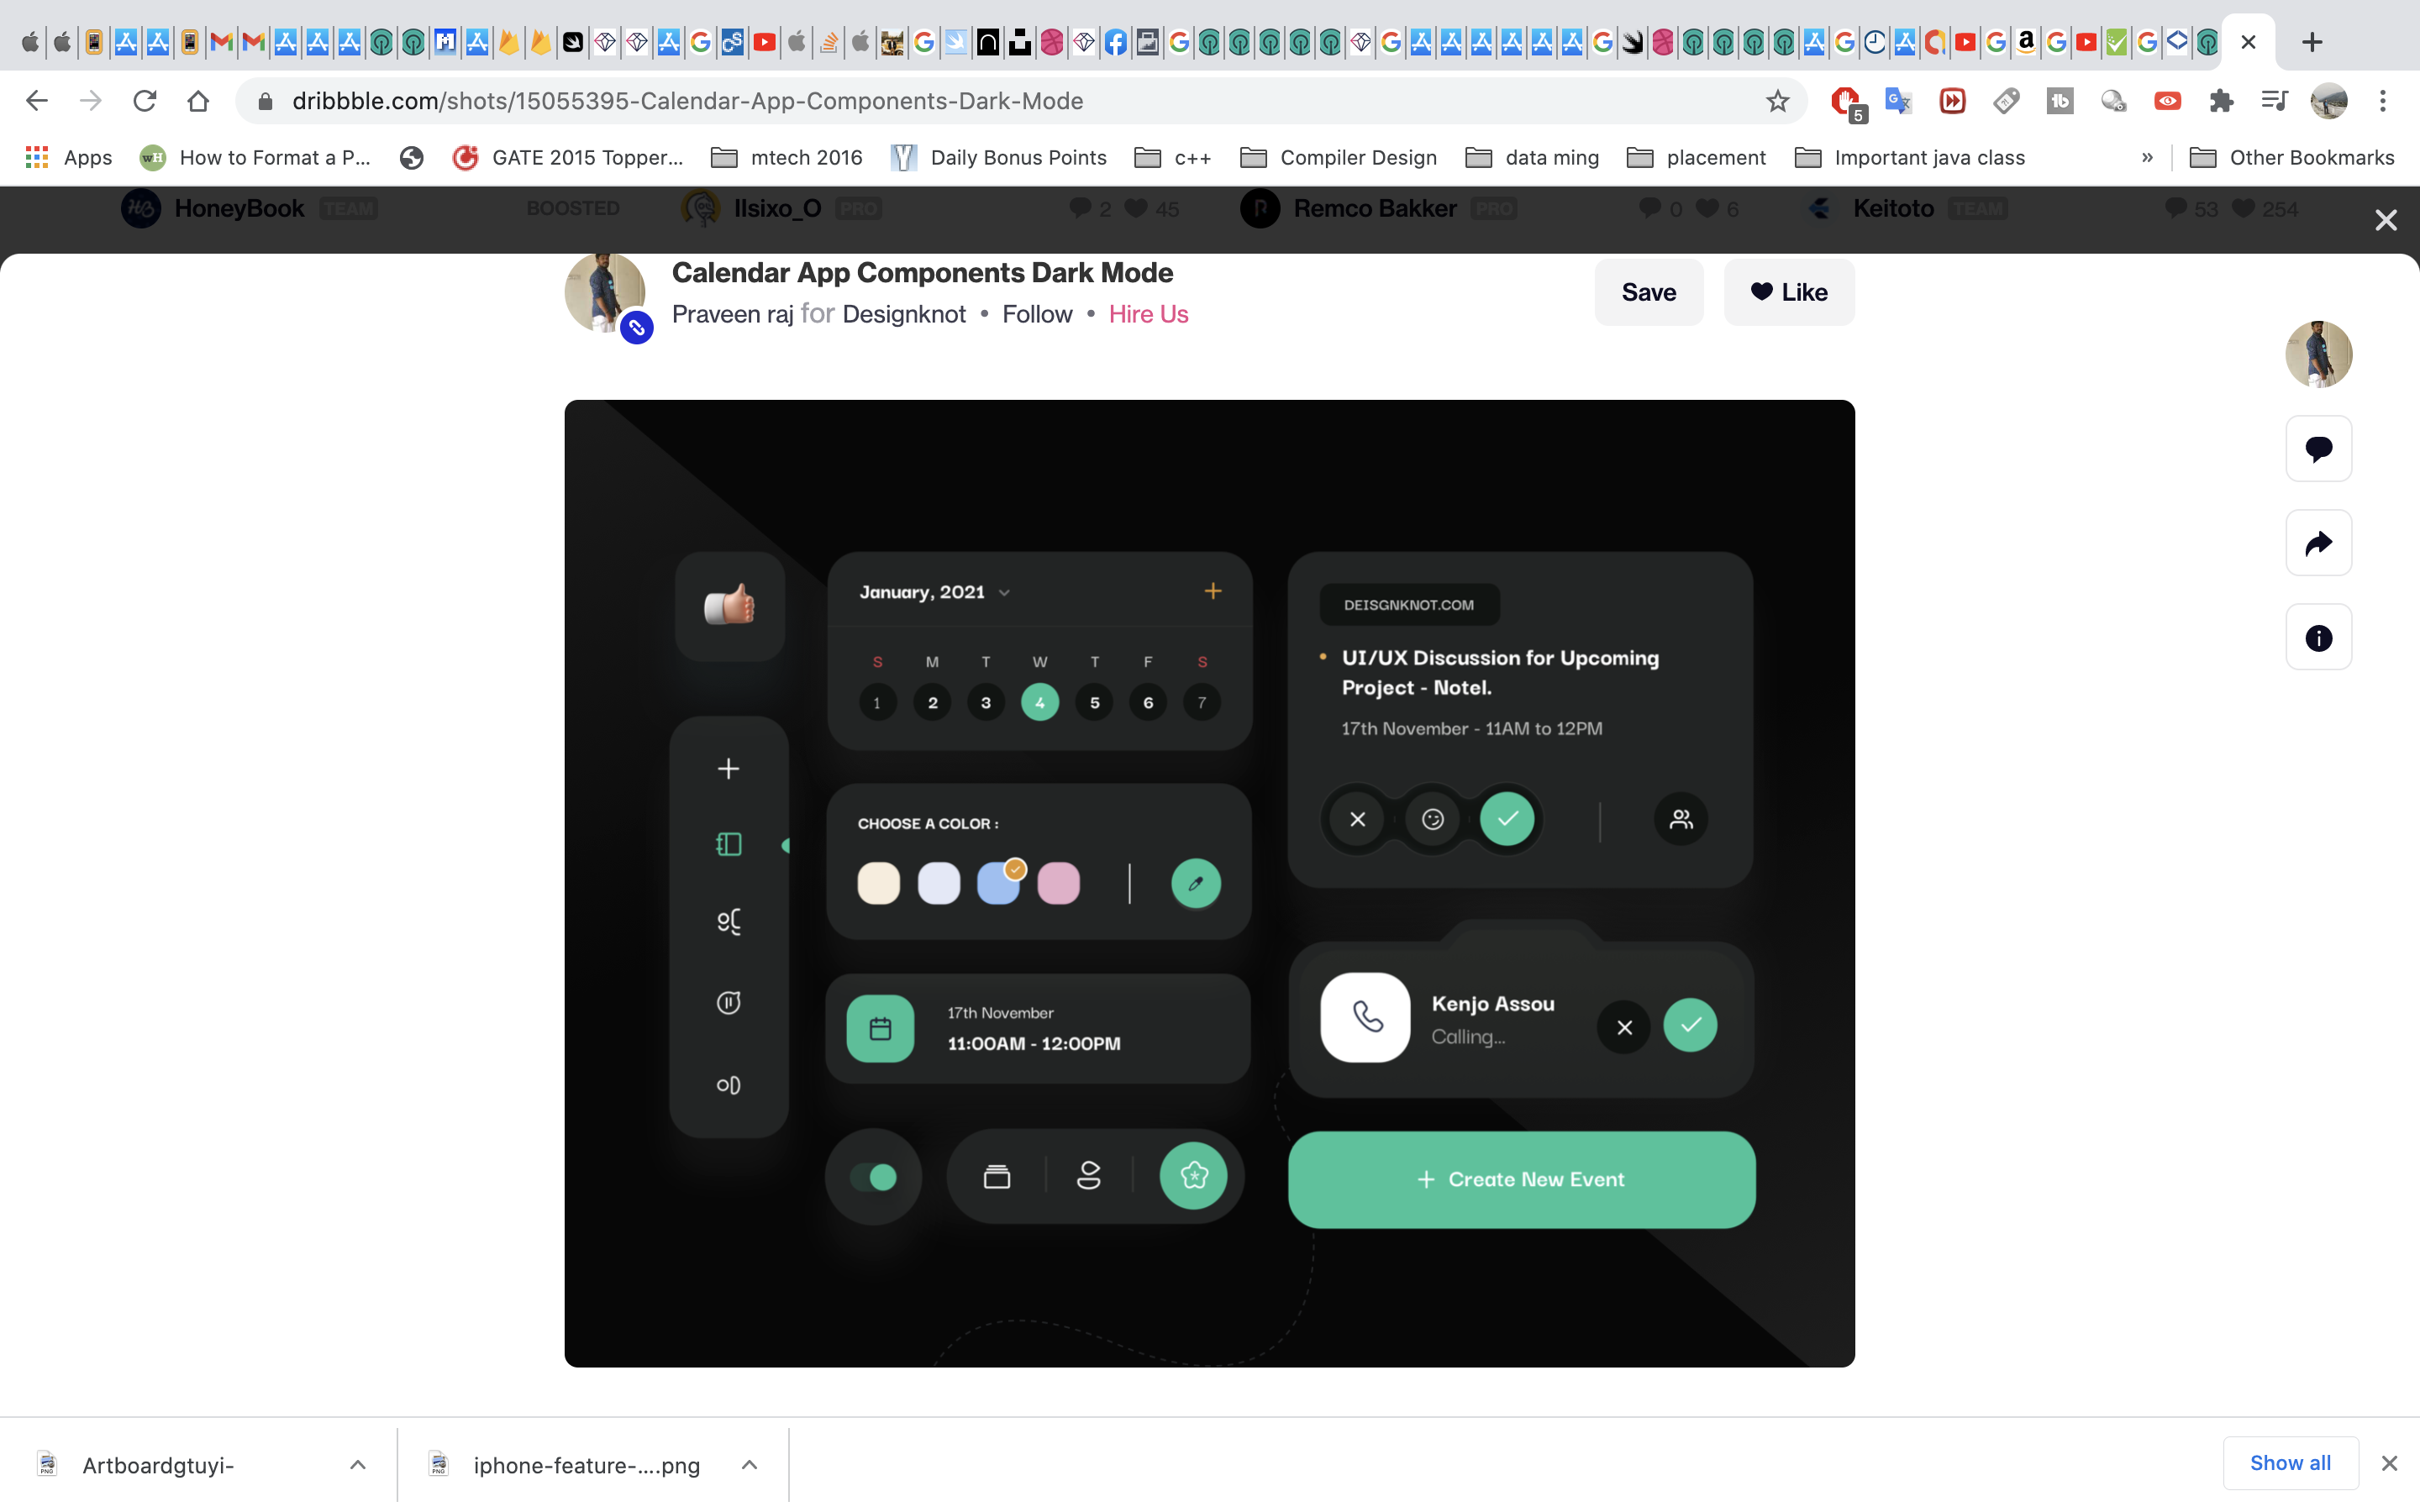 dribbble.com/shots/15055395-Calendar-App-Components-Dark-Mode
5
Apps
How to Format a P...
GATE 2015 Topper...
mtech 2016
Daily Bonus Points
c++
Compiler Design
data ming
placement
Important java class
»
Other Bookmarks
HoneyBook TEAM
BOOSTED
Ilsixo_O PRO
2 45
Remco Bakker PRO
0 6
Keitoto TEAM
53 254
Calendar App Components Dark Mode
Praveen raj for Designknot • Follow • Hire Us
Save
Like
January, 2021
S M T W T F S
1 2 3 4 5 6 7
CHOOSE A COLOR :
17th November
11:00AM - 12:00PM
DEISGNKNOT.COM
UI/UX Discussion for Upcoming
Project - Notel.
17th November - 11AM to 12PM
Kenjo Assou
Calling...
+ Create New Event
Artboardgtuyi-
iphone-feature-....png
Show all